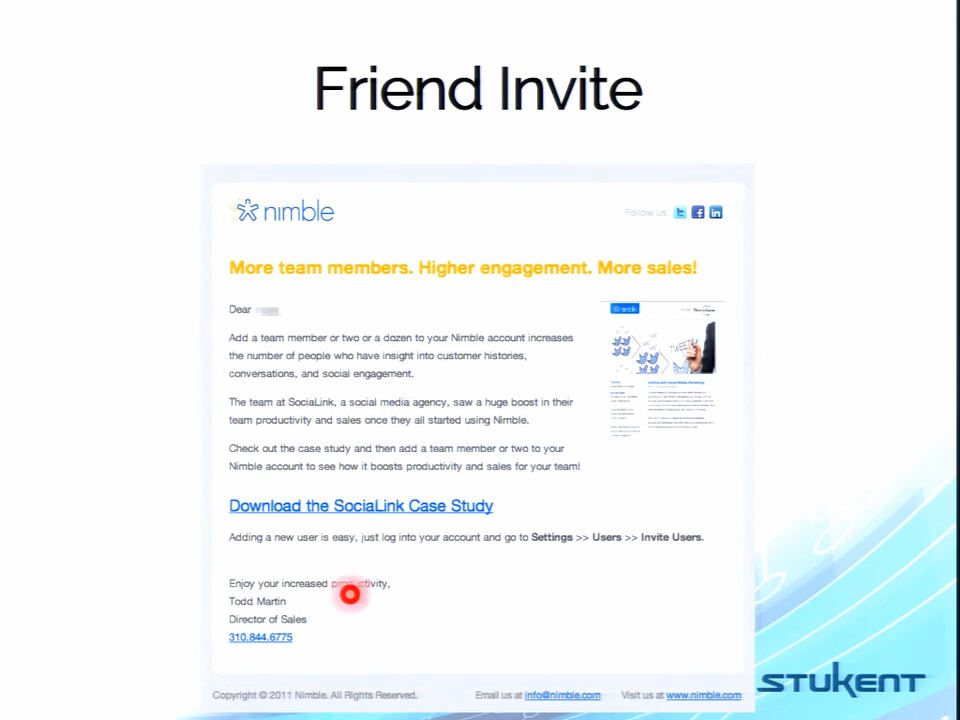 Friend Invite
nimble
Follow us:
More team members. Higher engagement. More sales!
Dear
Add a team member or two or a dozen to your Nimble account increases
the number of people who have insight into customer histories,
conversations, and social engagement.
The team at SociaLink, a social media agency, saw a huge boost in their
team productivity and sales once they all started using Nimble.
Check out the case study and then add a team member or two to your
Nimble account to see how it boosts productivity and sales for your team!
Download the SociaLink Case Study
Adding a new user is easy, just log into your account and go to Settings >> Users >> Invite Users.
Enjoy your increased productivity,
Todd Martin
Director of Sales
310.844.6775
Copyright © 2011 Nimble. All Rights Reserved. Email us at info@nimble.com Visit us at www.nimble.com
STUKENT